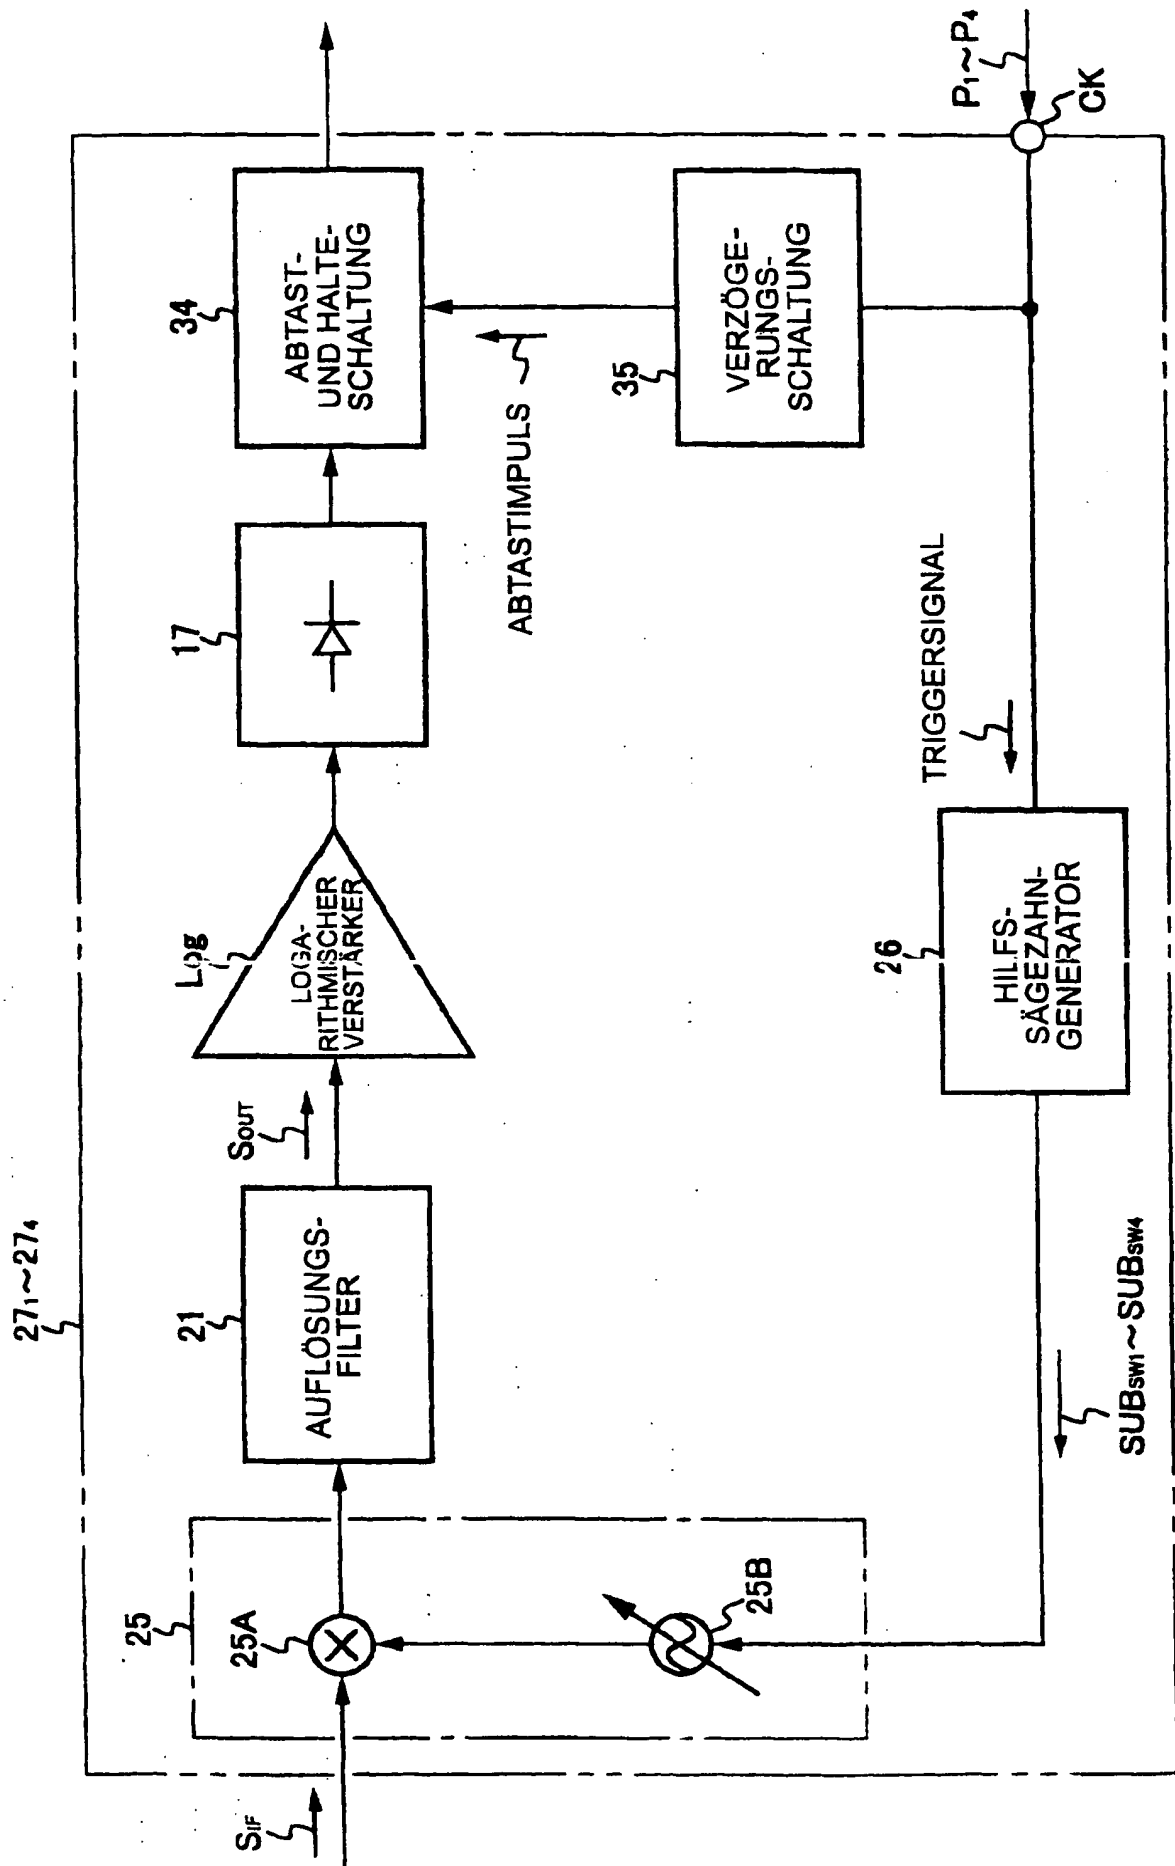 27₁~27₄
S_IF
25
25A
25B
21
AUFLÖSUNGS-
FILTER
S_OUT
Log
LOGA-
RITHMISCHER
VERSTÄRKER
17
34
ABTAST-
UND HALTE-
SCHALTUNG
ABTASTIMPULS
35
VERZÖGE-
RUNGS-
SCHALTUNG
P₁~P₄
CK
TRIGGERSIGNAL
26
HILFS-
SÄGEZAHN-
GENERATOR
SUB_SW1~SUB_SW4